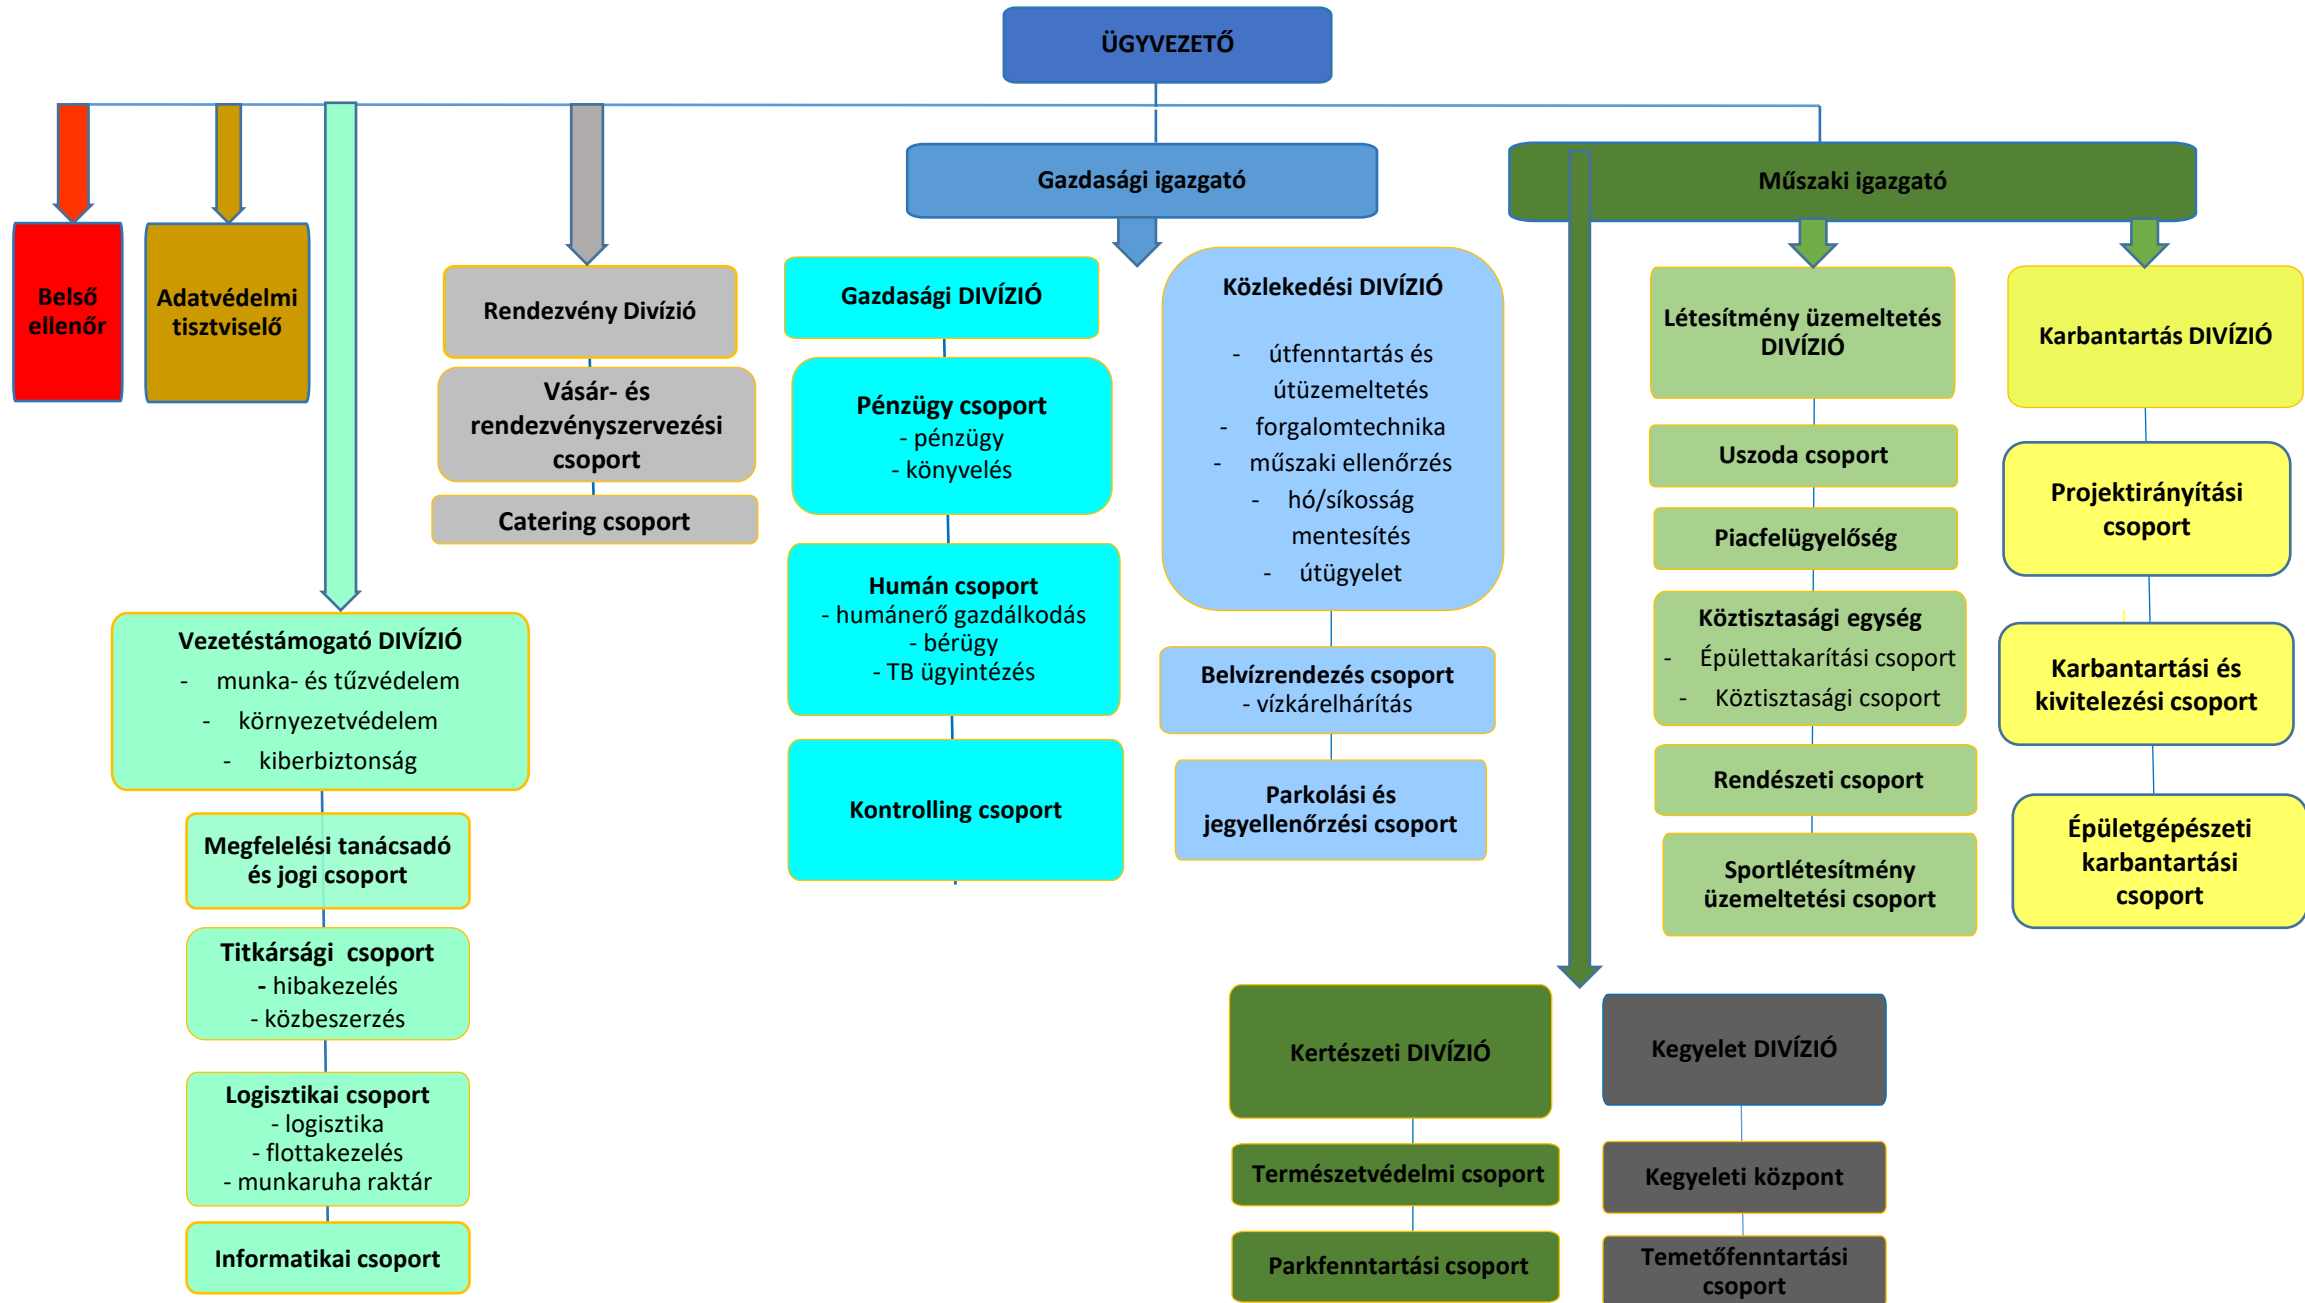 ÜGYVEZETŐ
Gazdasági igazgató
Műszaki igazgató
Belső
ellenőr
Adatvédelmi
tisztviselő
Rendezvény Divízió
Vásár- és
rendezvényszervezési
csoport
Catering csoport
Vezetéstámogató DIVÍZIÓ
- munka- és tűzvédelem
- környezetvédelem
- kiberbiztonság
Megfelelési tanácsadó
és jogi csoport
Titkársági csoport
- hibakezelés
- közbeszerzés
Logisztikai csoport
- logisztika
- flottakezelés
- munkaruha raktár
Informatikai csoport
Gazdasági DIVÍZIÓ
Pénzügy csoport
- pénzügy
- könyvelés
Humán csoport
- humánerő gazdálkodás
- bérügy
- TB ügyintézés
Kontrolling csoport
Közlekedési DIVÍZIÓ
- útfenntartás és
útüzemeltetés
- forgalomtechnika
- műszaki ellenőrzés
- hó/síkosság
mentesítés
- útügyelet
Belvízrendezés csoport
- vízkárelhárítás
Parkolási és
jegyellenőrzési csoport
Létesítmény üzemeltetés
DIVÍZIÓ
Uszoda csoport
Piacfelügyelőség
Köztisztasági egység
- Épülettakarítási csoport
- Köztisztasági csoport
Rendészeti csoport
Sportlétesítmény
üzemeltetési csoport
Karbantartás DIVÍZIÓ
Projektirányítási
csoport
Karbantartási és
kivitelezési csoport
Épületgépészeti
karbantartási
csoport
Kertészeti DIVÍZIÓ
Természetvédelmi csoport
Parkfenntartási csoport
Kegyelet DIVÍZIÓ
Kegyeleti központ
Temetőfenntartási
csoport